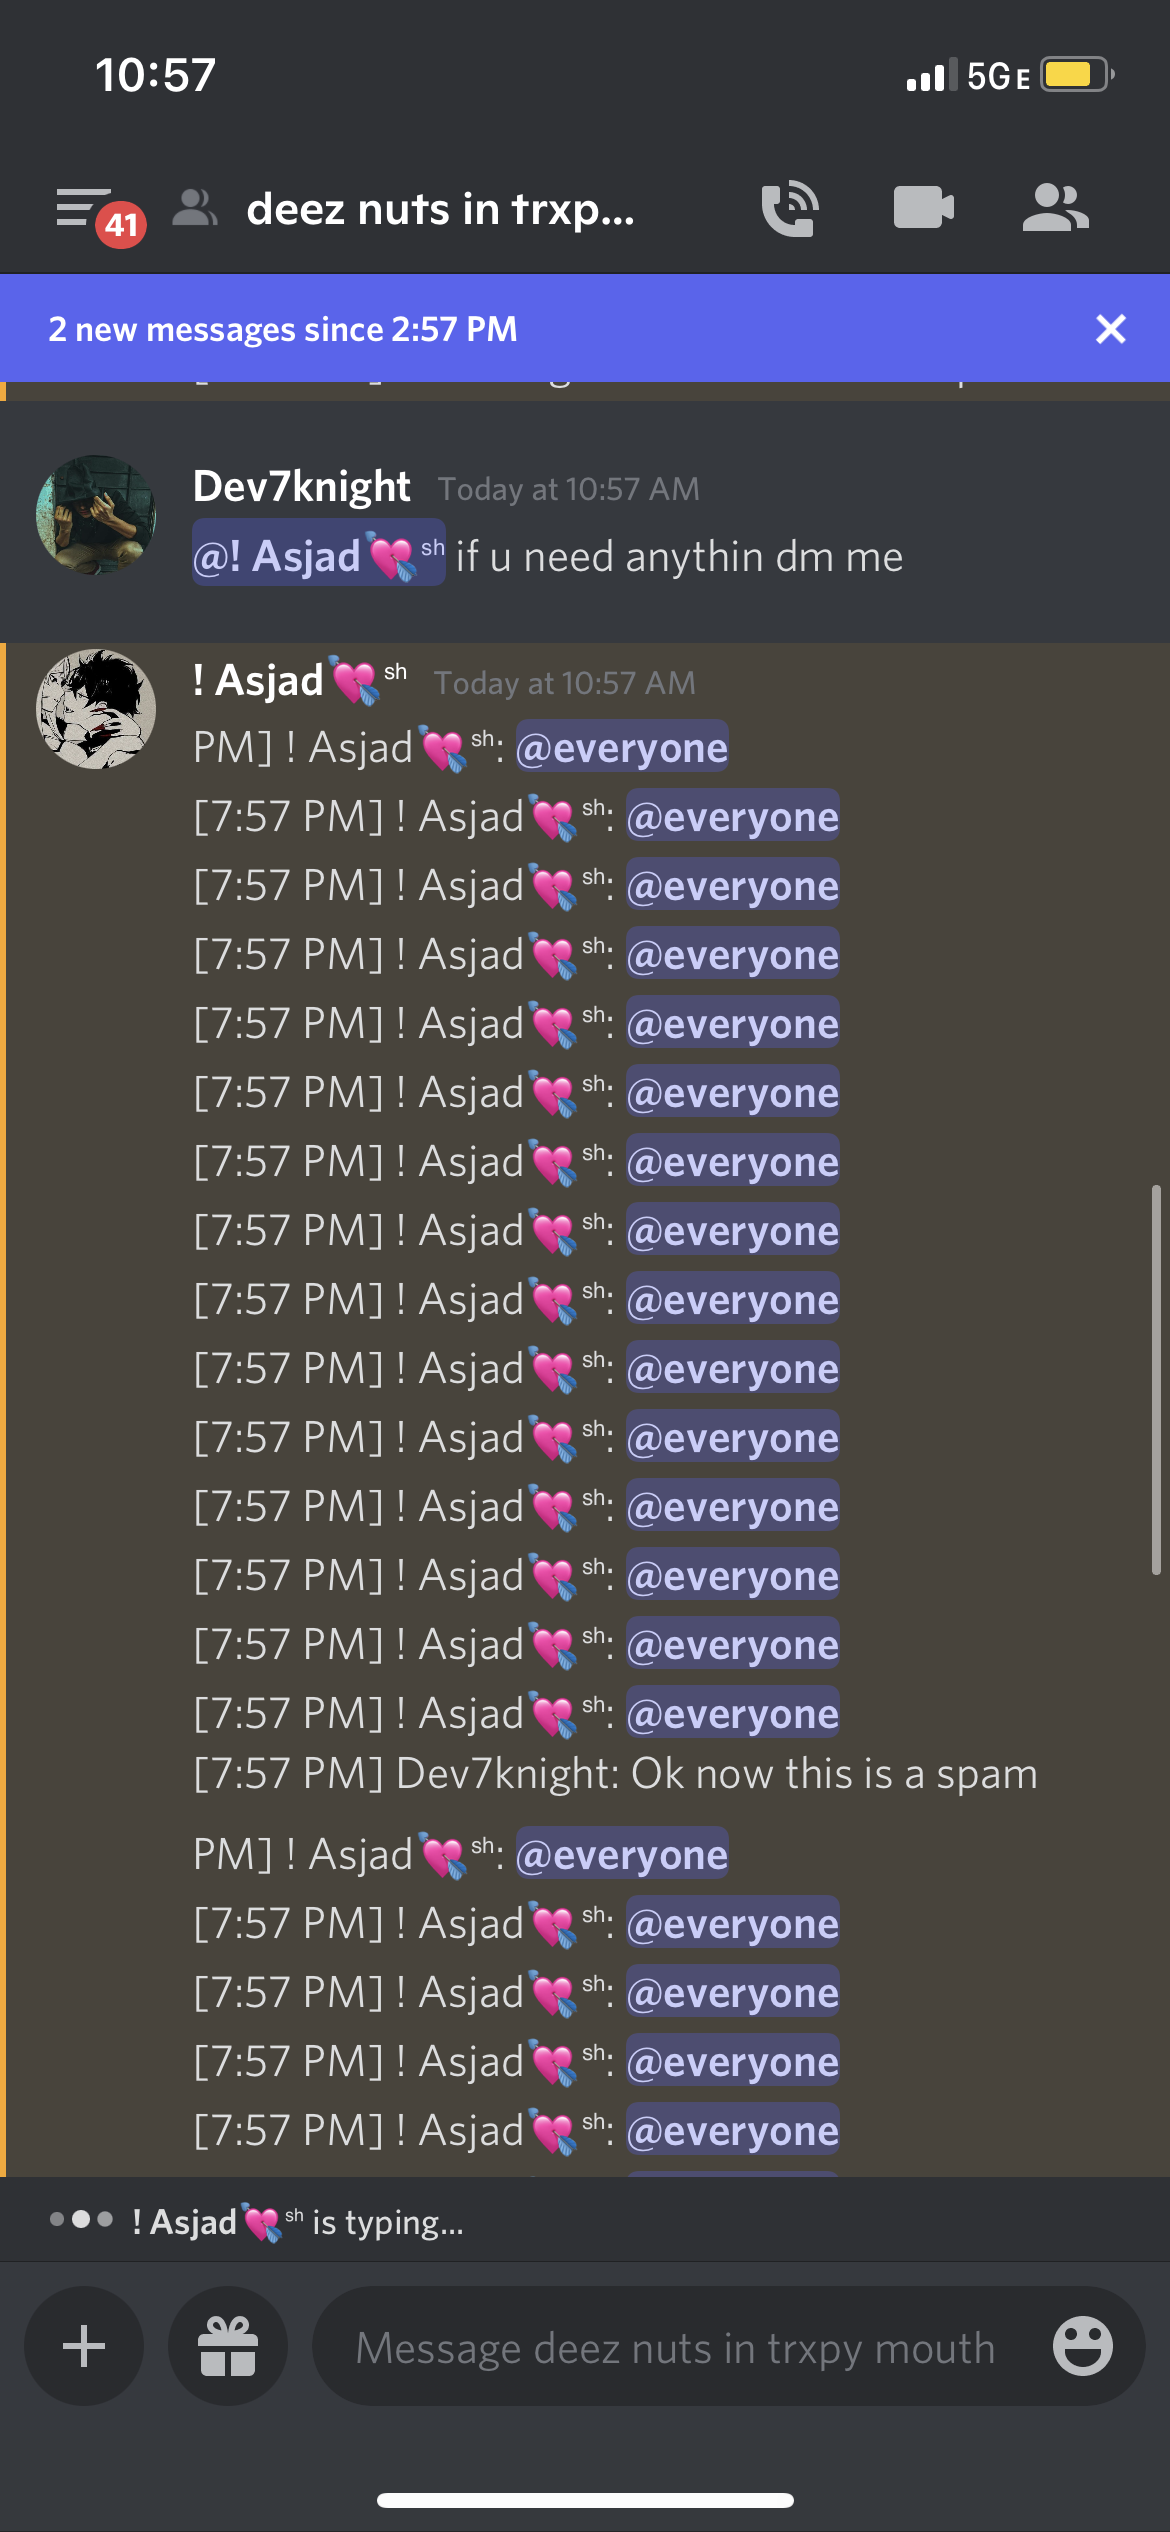 10:57
5GE
41
deez nuts in trxp...
2 new messages since 2:57 PM
Dev7knight Today at 10:57 AM
@! Asjad💘ˢʰ if u need anythin dm me
! Asjad💘ˢʰ Today at 10:57 AM
PM] ! Asjad💘ˢʰ: @everyone
[7:57 PM] ! Asjad💘ˢʰ: @everyone
[7:57 PM] ! Asjad💘ˢʰ: @everyone
[7:57 PM] ! Asjad💘ˢʰ: @everyone
[7:57 PM] ! Asjad💘ˢʰ: @everyone
[7:57 PM] ! Asjad💘ˢʰ: @everyone
[7:57 PM] ! Asjad💘ˢʰ: @everyone
[7:57 PM] ! Asjad💘ˢʰ: @everyone
[7:57 PM] ! Asjad💘ˢʰ: @everyone
[7:57 PM] ! Asjad💘ˢʰ: @everyone
[7:57 PM] ! Asjad💘ˢʰ: @everyone
[7:57 PM] ! Asjad💘ˢʰ: @everyone
[7:57 PM] ! Asjad💘ˢʰ: @everyone
[7:57 PM] ! Asjad💘ˢʰ: @everyone
[7:57 PM] ! Asjad💘ˢʰ: @everyone
[7:57 PM] Dev7knight: Ok now this is a spam
PM] ! Asjad💘ˢʰ: @everyone
[7:57 PM] ! Asjad💘ˢʰ: @everyone
[7:57 PM] ! Asjad💘ˢʰ: @everyone
[7:57 PM] ! Asjad💘ˢʰ: @everyone
[7:57 PM] ! Asjad💘ˢʰ: @everyone
! Asjad💘ˢʰ is typing...
Message deez nuts in trxpy mouth